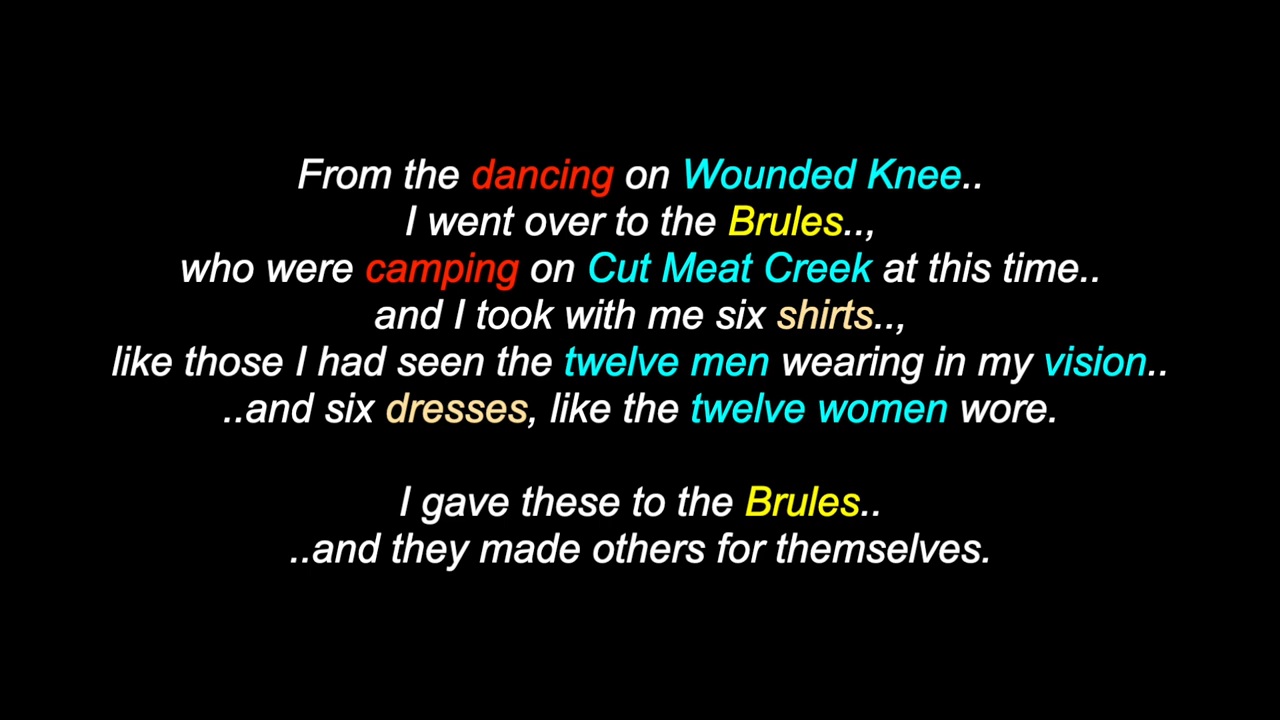 From the dancing on Wounded Knee..
I went over to the Brules..,
who were camping on Cut Meat Creek at this time..
and I took with me six shirts..,
like those I had seen the twelve men wearing in my vision..
..and six dresses, like the twelve women wore.
I gave these to the Brules..
..and they made others for themselves.